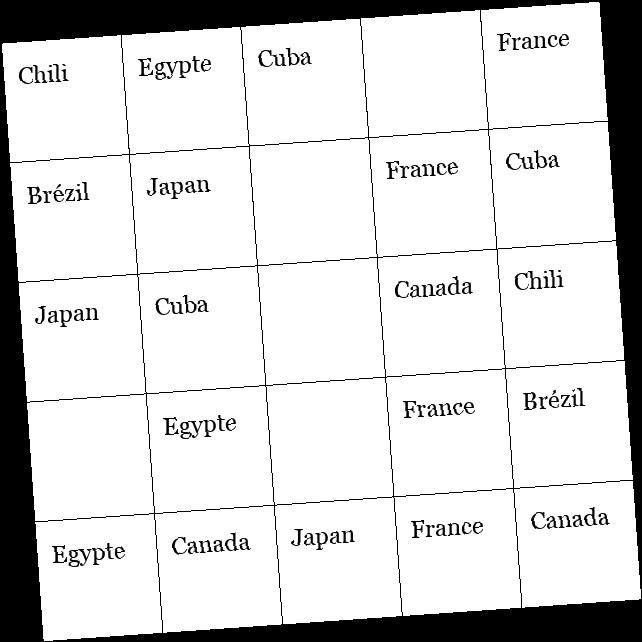 Chili Egypte Cuba France
Brézil Japan France Cuba
Japan Cuba Canada Chili
Egypte France Brézil
Egypte Canada Japan France Canada